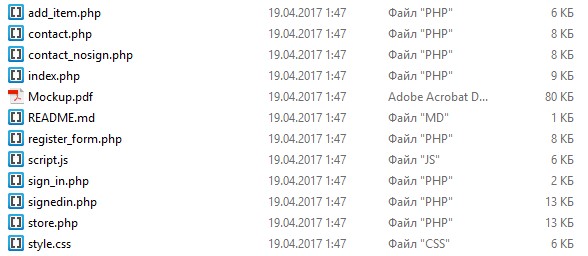 add_item.php 19.04.2017 1:47 Файл "PHP" 6 КБ
contact.php 19.04.2017 1:47 Файл "PHP" 8 КБ
contact_nosign.php 19.04.2017 1:47 Файл "PHP" 8 КБ
index.php 19.04.2017 1:47 Файл "PHP" 9 КБ
Mockup.pdf 19.04.2017 1:47 Adobe Acrobat D... 80 КБ
README.md 19.04.2017 1:47 Файл "MD" 1 КБ
register_form.php 19.04.2017 1:47 Файл "PHP" 8 КБ
script.js 19.04.2017 1:47 Файл "JS" 6 КБ
sign_in.php 19.04.2017 1:47 Файл "PHP" 2 КБ
signedin.php 19.04.2017 1:47 Файл "PHP" 13 КБ
store.php 19.04.2017 1:47 Файл "PHP" 13 КБ
style.css 19.04.2017 1:47 Файл "CSS" 6 КБ